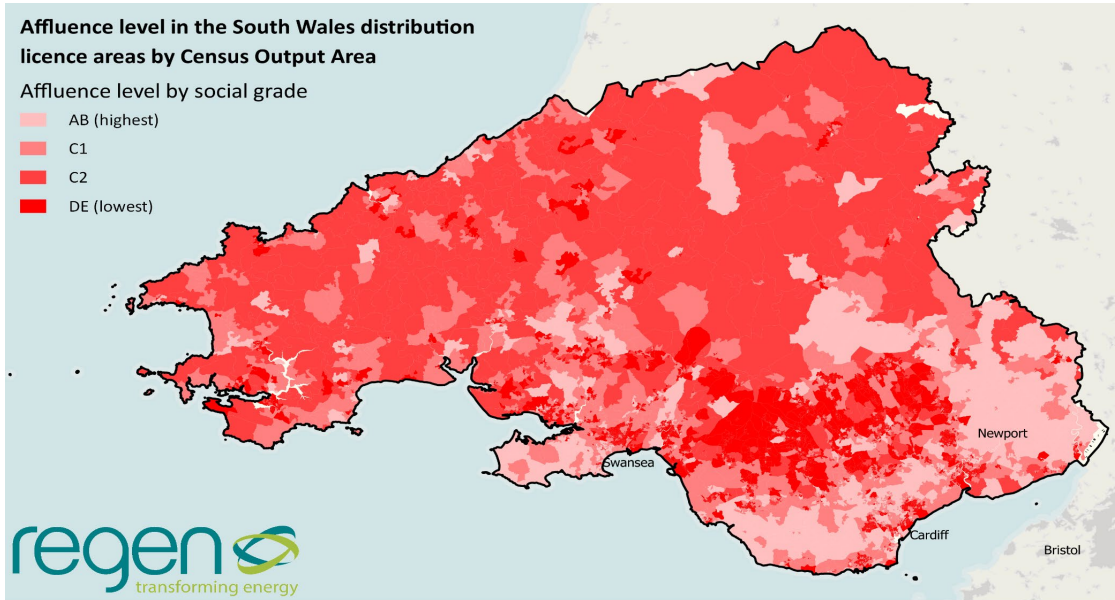 Affluence level in the South Wales distribution
licence areas by Census Output Area
Affluence level by social grade
AB (highest)
C1
C2
DE (lowest)
Newport
Swansea
Cardiff
Bristol
regen
transforming energy